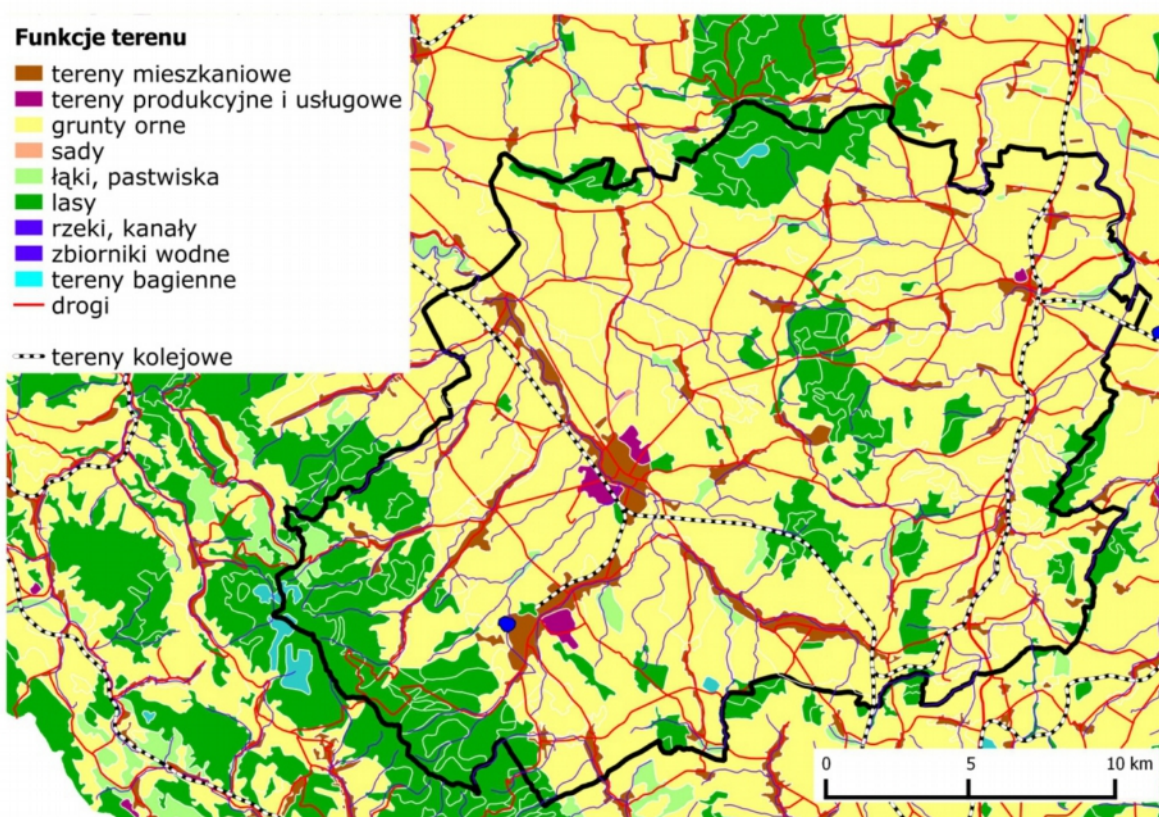 Funkcje terenu
tereny mieszkaniowe
tereny produkcyjne i usługowe
grunty orne
sady
łąki, pastwiska
lasy
rzeki, kanały
zbiorniki wodne
tereny bagienne
drogi
tereny kolejowe
0 5 10 km